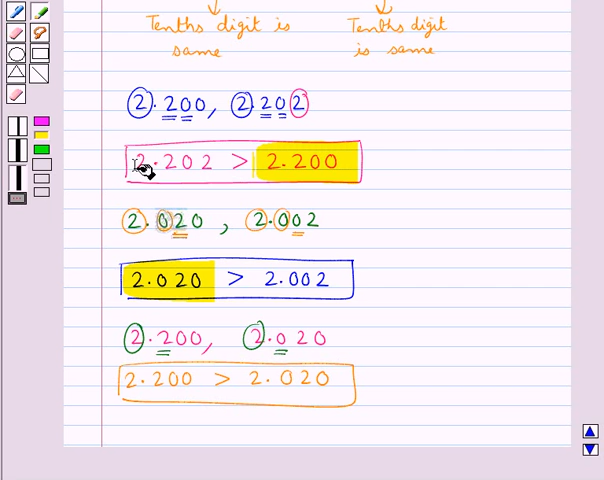 Tenths digit is Tenths digit
same is same
2.200, 2.202
2.202 > 2.200
2.020 , 2.002
2.020 > 2.002
2.200, 2.020
2.200 > 2.020